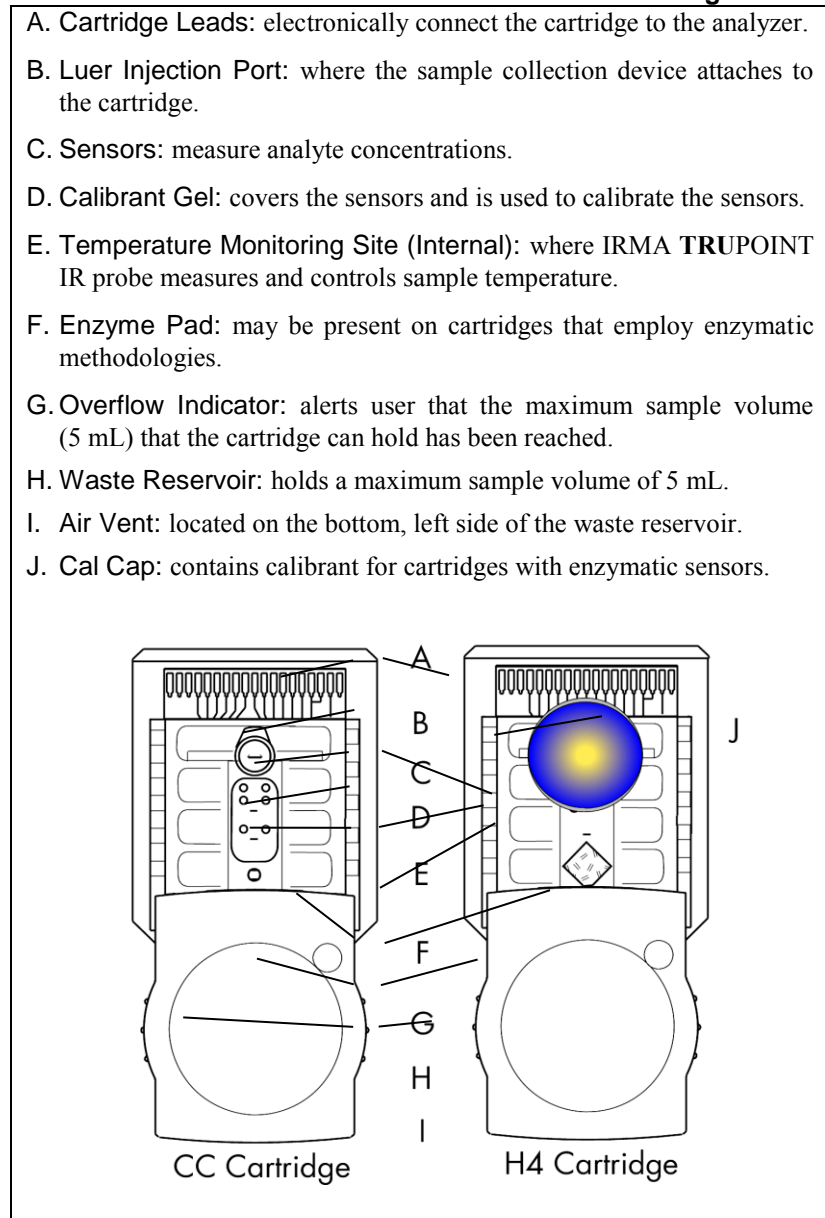 A. Cartridge Leads: electronically connect the cartridge to the analyzer.
B. Luer Injection Port: where the sample collection device attaches to
the cartridge.
C. Sensors: measure analyte concentrations.
D. Calibrant Gel: covers the sensors and is used to calibrate the sensors.
E. Temperature Monitoring Site (Internal): where IRMA TRUPOINT
IR probe measures and controls sample temperature.
F. Enzyme Pad: may be present on cartridges that employ enzymatic
methodologies.
G. Overflow Indicator: alerts user that the maximum sample volume
(5 mL) that the cartridge can hold has been reached.
H. Waste Reservoir: holds a maximum sample volume of 5 mL.
I. Air Vent: located on the bottom, left side of the waste reservoir.
J. Cal Cap: contains calibrant for cartridges with enzymatic sensors.
A
B
J
C
D
E
F
G
H
I
CC Cartridge
H4 Cartridge